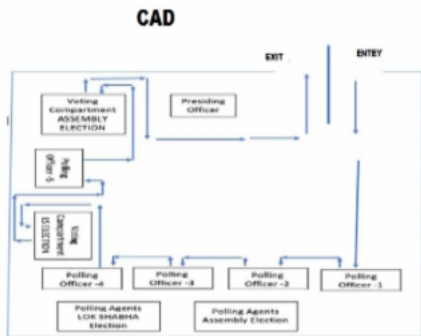 CAD
EXIT
ENTEY
Voting
Compartment
ASSEMBLY
ELECTION
Presiding
Officer
Polling
Officer -5
Voting
Compartment
LS ELECTION
Polling
Officer -4
Polling
Officer -3
Polling
Officer -2
Polling
Officer -1
Polling Agents
LOK SHABHA
Election
Polling Agents
Assembly Election